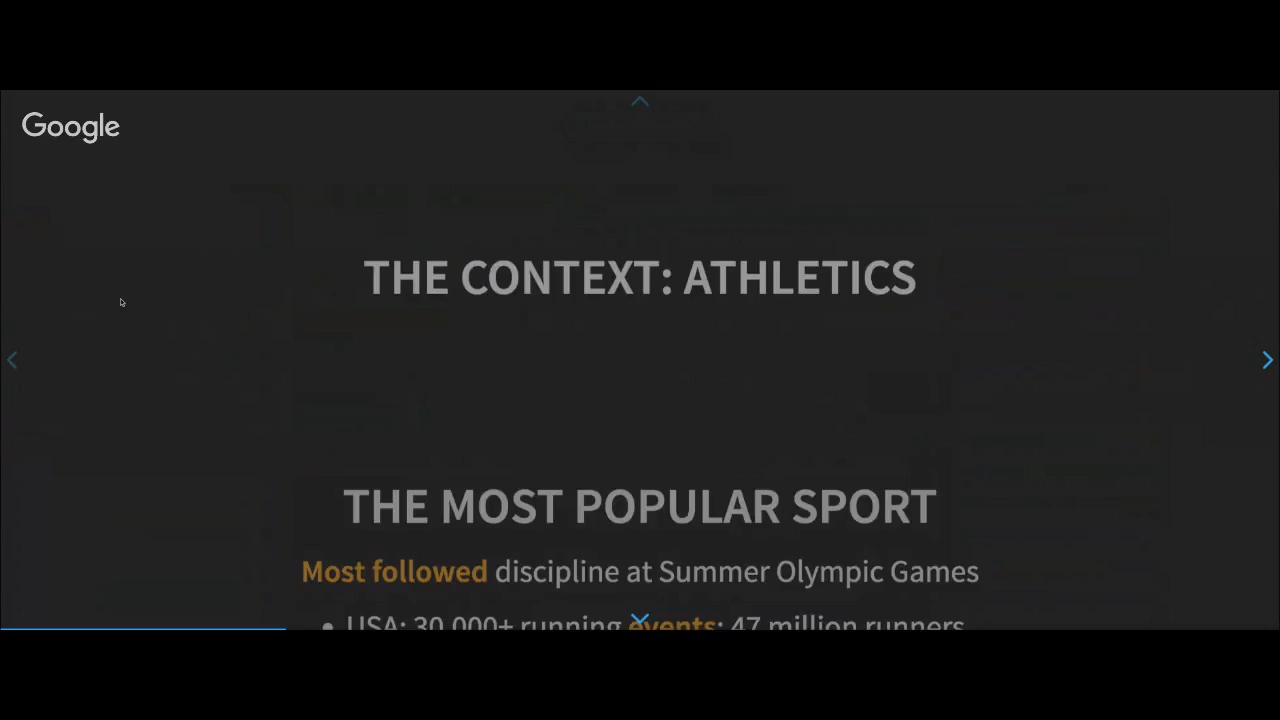 Google
THE CONTEXT: ATHLETICS
THE MOST POPULAR SPORT
Most followed discipline at Summer Olympic Games
• USA: 30.000+ running events; 47 million runners